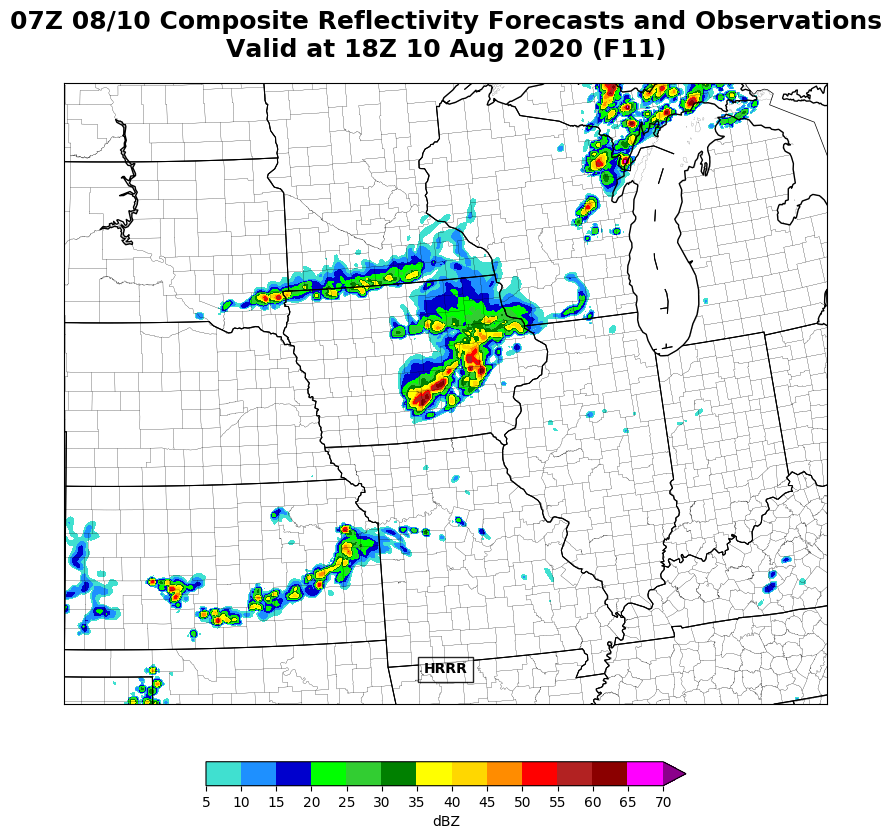 07Z 08/10 Composite Reflectivity Forecasts and Observations
Valid at 18Z 10 Aug 2020 (F11)
HRRR
5 10 15 20 25 30 35 40 45 50 55 60 65 70
dBZ